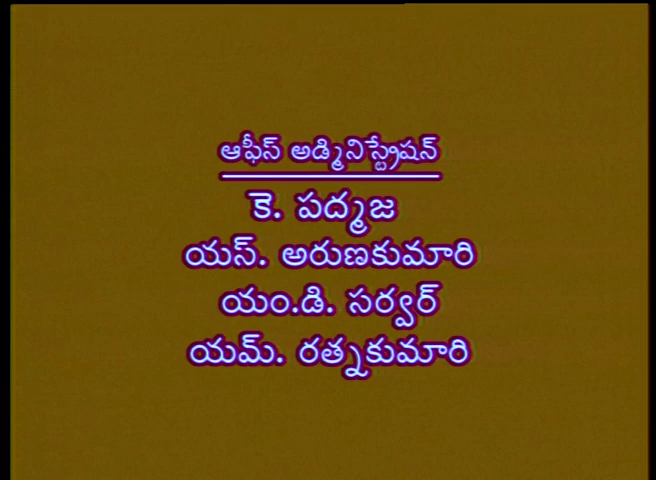 ఆఫీస్ అడ్మినిస్ట్రేషన్
కె. పద్మజ
యస్. అరుణకుమారి
యం.డి. సర్వర్
యమ్. రత్నకుమారి